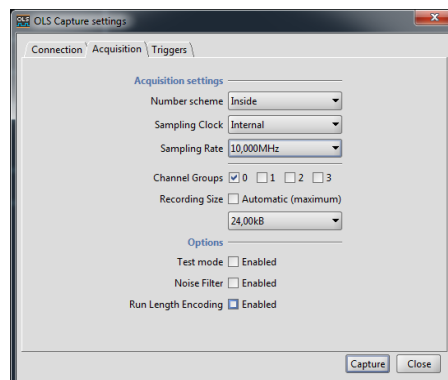 OLS Capture settings
Connection Acquisition Triggers
Acquisition settings
Number scheme Inside
Sampling Clock Internal
Sampling Rate 10,000MHz
Channel Groups 0 1 2 3
Recording Size Automatic (maximum)
24,00kB
Options
Test mode Enabled
Noise Filter Enabled
Run Length Encoding Enabled
Capture Close